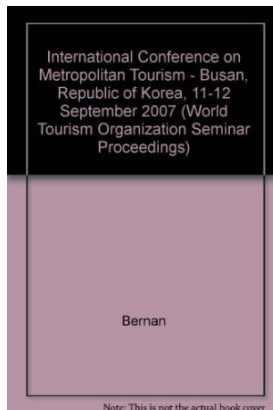 International Conference on
Metropolitan Tourism - Busan,
Republic of Korea, 11-12
September 2007 (World
Tourism Organization Seminar
Proceedings)
Bernan
Note: This is not the actual book cover